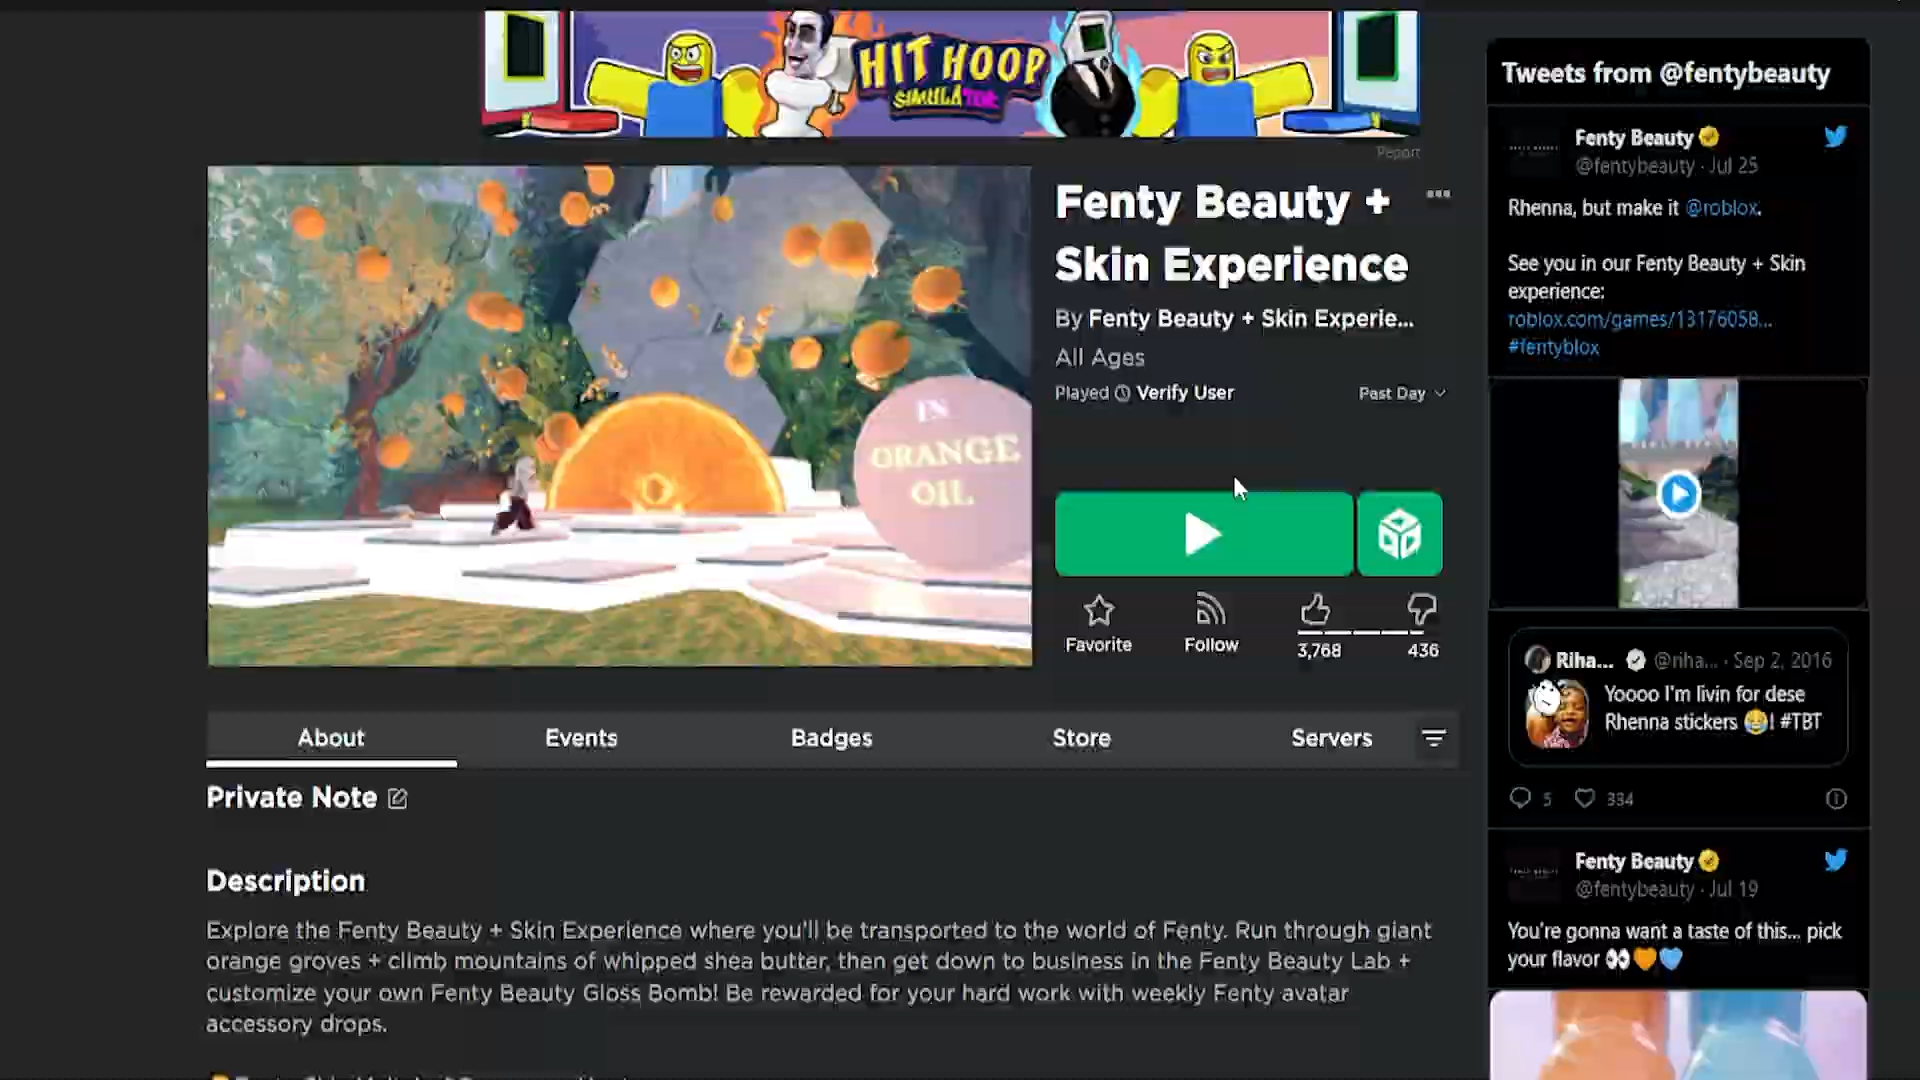 HIT HOOP
SIMULATOR
Report
IN
ORANGE
OIL
Fenty Beauty +
Skin Experience
By Fenty Beauty + Skin Experie...
All Ages
Played Verify User
Past Day
Favorite
Follow
3,768
436
About
Events
Badges
Store
Servers
Private Note
Description
Explore the Fenty Beauty + Skin Experience where you'll be transported to the world of Fenty. Run through giant
orange groves + climb mountains of whipped shea butter, then get down to business in the Fenty Beauty Lab +
customize your own Fenty Beauty Gloss Bomb! Be rewarded for your hard work with weekly Fenty avatar
accessory drops.
Tweets from @fentybeauty
Fenty Beauty
@fentybeauty · Jul 25
Rhenna, but make it @roblox.
See you in our Fenty Beauty + Skin
experience:
roblox.com/games/13176058...
#fentyblox
Riha... @riha... · Sep 2, 2016
Yoooo I'm livin for dese
Rhenna stickers 😂! #TBT
5 334
Fenty Beauty
@fentybeauty · Jul 19
You're gonna want a taste of this... pick
your flavor 👀🧡💙